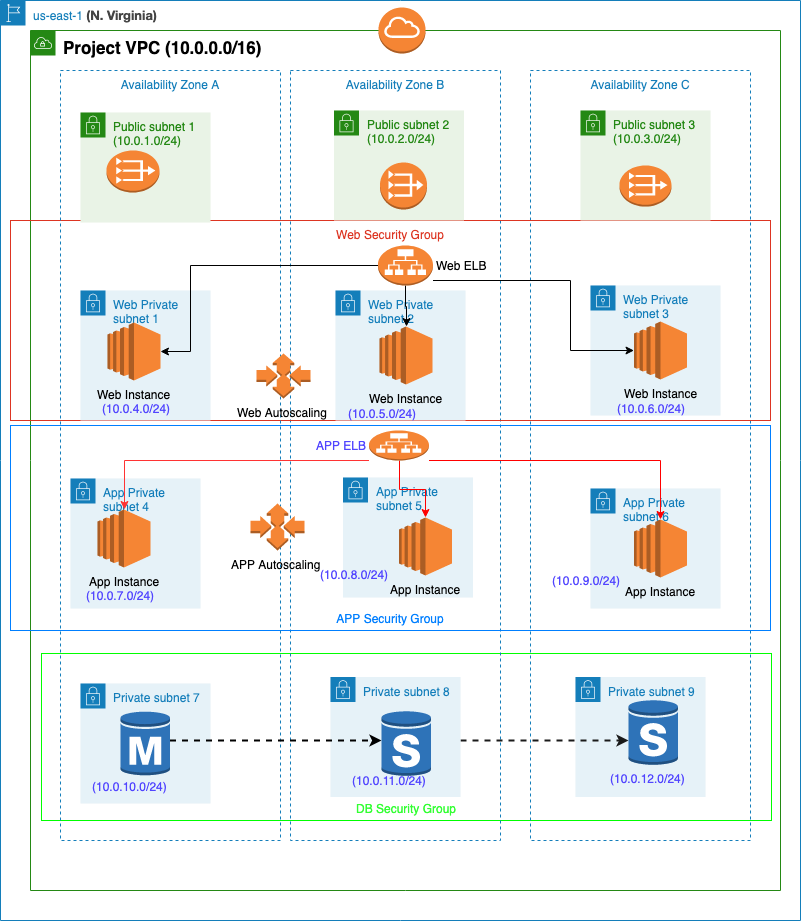 us-east-1 (N. Virginia)
Project VPC (10.0.0.0/16)
Availability Zone A
Availability Zone B
Availability Zone C
Public subnet 1
(10.0.1.0/24)
Public subnet 2
(10.0.2.0/24)
Public subnet 3
(10.0.3.0/24)
Web Security Group
Web ELB
Web Private
subnet 1
Web Private
subnet 2
Web Private
subnet 3
Web Instance
(10.0.4.0/24)
Web Autoscaling
Web Instance
(10.0.5.0/24)
Web Instance
(10.0.6.0/24)
APP ELB
App Private
subnet 4
App Private
subnet 5
App Private
subnet 6
App Instance
(10.0.7.0/24)
APP Autoscaling
(10.0.8.0/24)
App Instance
(10.0.9.0/24)
App Instance
APP Security Group
Private subnet 7
Private subnet 8
Private subnet 9
M
S
S
(10.0.10.0/24)
(10.0.11.0/24)
(10.0.12.0/24)
DB Security Group